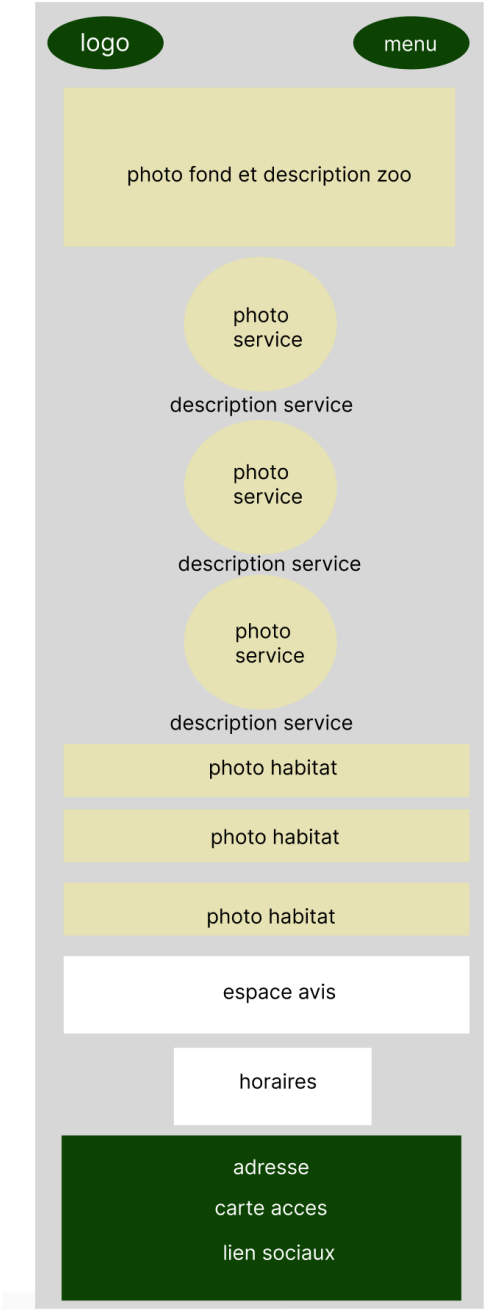 logo
menu
photo fond et description zoo
photo
service
description service
photo
service
description service
photo
service
description service
photo habitat
photo habitat
photo habitat
espace avis
horaires
adresse
carte acces
lien sociaux